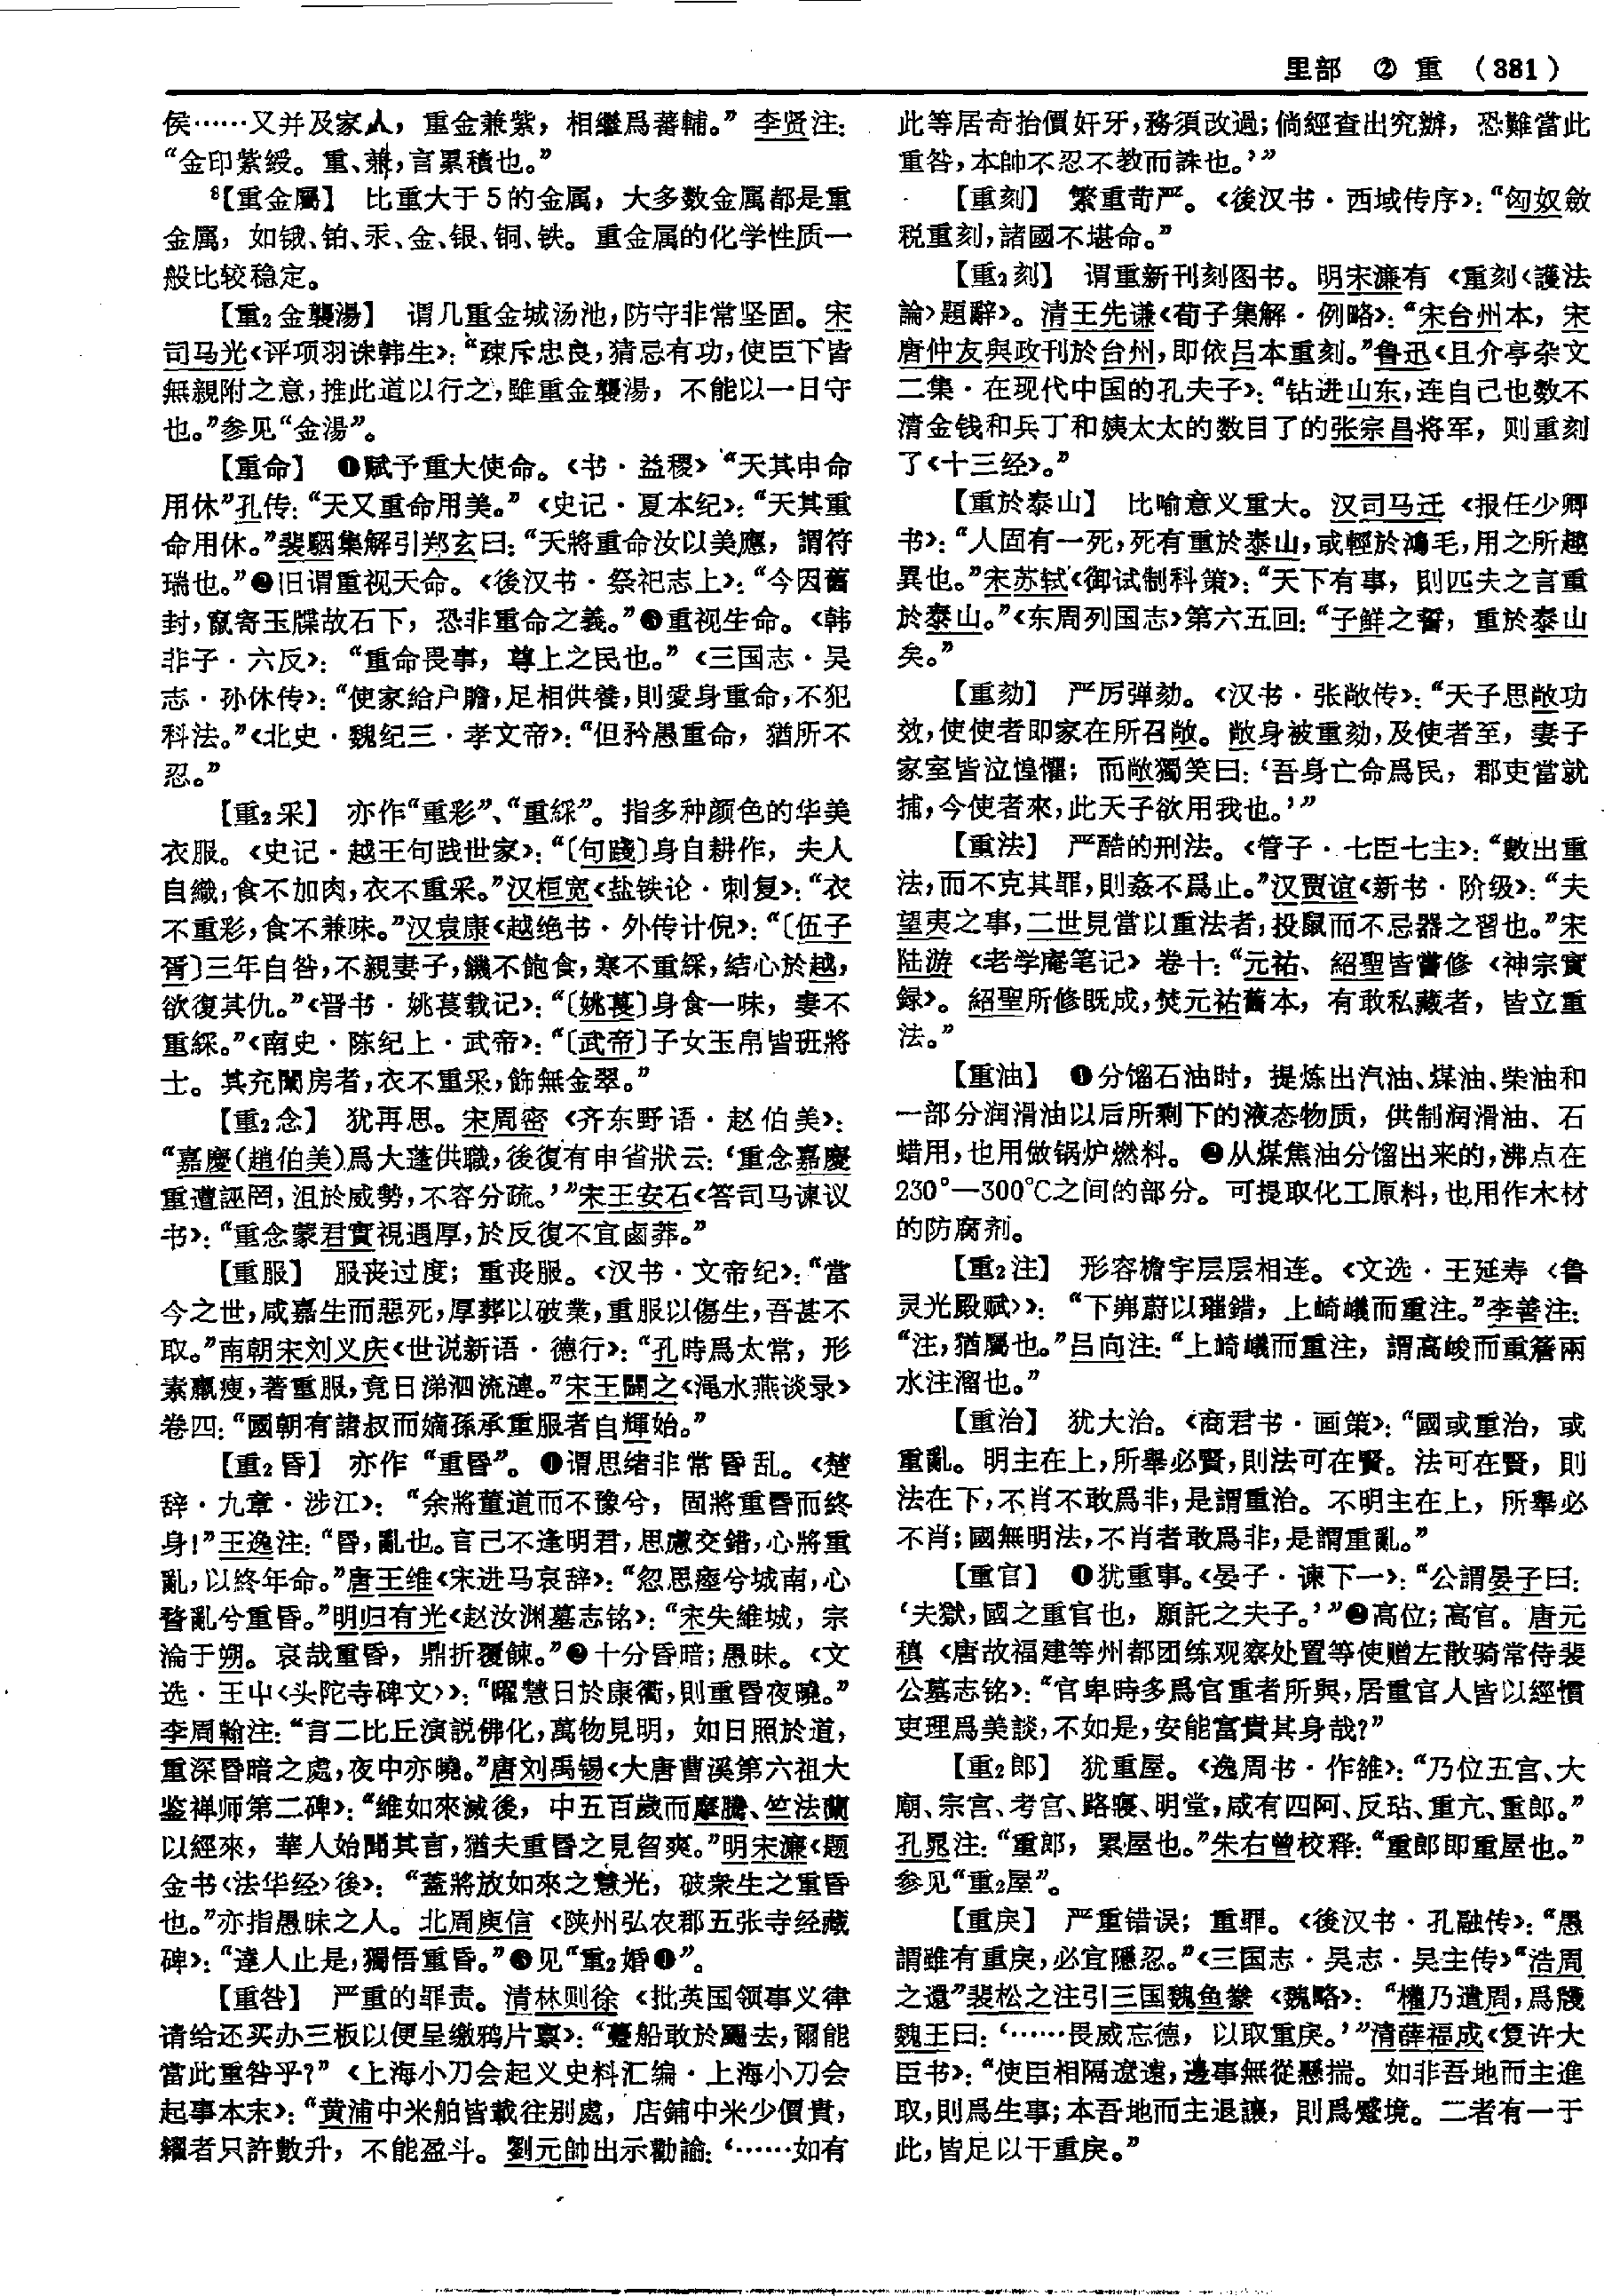 里部 ② 重 （381）
侯……又并及家人，重金兼紫，相繼爲蕃輔。”李贤注：
“金印紫綬。重、兼，言累積也。”
8【重金屬】 比重大于5的金属，大多数金属都是重
金属，如锇、铂、汞、金、银、铜、铁。重金属的化学性质一
般比较稳定。
【重₂金襲湯】 谓几重金城汤池，防守非常坚固。宋
司马光《评项羽诛韩生》：“疎斥忠良，猜忌有功，使臣下皆
無親附之意，推此道以行之，雖重金襲湯，不能以一日守
也。”参见“金湯”。
【重命】 ❶赋予重大使命。《书·益稷》“天其申命
用休”孔传：“天又重命用美。”《史记·夏本纪》：“天其重
命用休。”裴駰集解引郑玄曰：“天將重命汝以美應，謂符
瑞也。”❷旧谓重视天命。《後汉书·祭祀志上》：“今因舊
封，竄寄玉牒故石下，恐非重命之義。”❸重视生命。《韩
非子·六反》：“重命畏事，尊上之民也。”《三国志·吴
志·孙休传》：“使家給户贍，足相供養，則愛身重命，不犯
科法。”《北史·魏纪三·孝文帝》：“但矜愚重命，猶所不
忍。”
【重₂采】 亦作“重彩”、“重綵”。指多种颜色的华美
衣服。《史记·越王句践世家》：“〔句踐〕身自耕作，夫人
自織，食不加肉，衣不重采。”汉桓宽《盐铁论·刺复》：“衣
不重彩，食不兼味。”汉袁康《越绝书·外传计倪》：“〔伍子
胥〕三年自咎，不親妻子，饑不飽食，寒不重綵，結心於越，
欲復其仇。”《晋书·姚苌载记》：“〔姚萇〕身食一味，妻不
重綵。”《南史·陈纪上·武帝》：“〔武帝〕子女玉帛皆班將
士。其充闈房者，衣不重采，飾無金翠。”
【重₂念】 犹再思。宋周密《齐东野语·赵伯美》：
“嘉慶(趙伯美)爲大蓬供職，後復有申省狀云：‘重念嘉慶
重遭誣罔，沮於威勢，不容分疏。’”宋王安石《答司马谏议
书》：“重念蒙君實視遇厚，於反復不宜鹵莽。”
【重服】 服丧过度；重丧服。《汉书·文帝纪》：“當
今之世，咸嘉生而惡死，厚葬以破業，重服以傷生，吾甚不
取。”南朝宋刘义庆《世说新语·德行》：“孔時爲太常，形
素羸瘦，著重服，竟日涕泗流漣。”宋王闢之《渑水燕谈录》
卷四：“國朝有諸叔而嫡孫承重服者自輝始。”
【重₂昏】 亦作“重昬”。❶谓思绪非常昏乱。《楚
辞·九章·涉江》：“余將董道而不豫兮，固將重昬而終
身！”王逸注：“昏，亂也。言己不逢明君，思慮交錯，心將重
亂，以終年命。”唐王维《宋进马哀辞》：“忽思瘞兮城南，心
瞀亂兮重昏。”明归有光《赵汝渊墓志铭》：“宋失維城，宗
淪于朔。哀哉重昏，鼎折覆餗。”❷十分昏暗；愚昧。《文
选·王屮〈头陀寺碑文〉》：“曜慧日於康衢，則重昬夜曉。”
李周翰注：“言二比丘演説佛化，萬物見明，如日照於道，
重深昬暗之處，夜中亦曉。”唐刘禹锡《大唐曹溪第六祖大
鉴禅师第二碑》：“維如來滅後，中五百歲而摩騰、竺法蘭
以經來，華人始聞其言，猶夫重昬之見曶爽。”明宋濂《题
金书〈法华经〉後》：“蓋將放如來之慧光，破衆生之重昏
也。”亦指愚昧之人。北周庾信《陕州弘农郡五张寺经藏
碑》：“達人止是，獨悟重昏。”❸见“重₂婚❶”。
【重咎】 严重的罪责。清林则徐《批英国领事义律
请给还买办三板以便呈缴鸦片禀》：“躉船敢於颺去，爾能
當此重咎乎？”《上海小刀会起义史料汇编·上海小刀会
起事本末》：“黄浦中米舶皆載往别處，店鋪中米少價貴，
糴者只許數升，不能盈斗。劉元帥出示勸諭：‘……如有
此等居奇抬價奸牙，務須改過；倘經查出究辦，恐難當此
重咎，本帥不忍不教而誅也。’”
【重刻】 繁重苛严。《後汉书·西域传序》：“匈奴斂
税重刻，諸國不堪命。”
【重₂刻】 谓重新刊刻图书。明宋濂有《重刻〈護法
論〉題辭》。清王先谦《荀子集解·例略》：“宋台州本，宋
唐仲友與政刊於台州，即依吕本重刻。”鲁迅《且介亭杂文
二集·在现代中国的孔夫子》：“钻进山东，连自己也数不
清金钱和兵丁和姨太太的数目了的张宗昌将军，则重刻
了《十三经》。”
【重於泰山】 比喻意义重大。汉司马迁《报任少卿
书》：“人固有一死，死有重於泰山，或輕於鴻毛，用之所趨
異也。”宋苏轼《御试制科策》：“天下有事，則匹夫之言重
於泰山。”《东周列国志》第六五回：“子鮮之誓，重於泰山
矣。”
【重劾】 严厉弹劾。《汉书·张敞传》：“天子思敞功
效，使使者即家在所召敞。敞身被重劾，及使者至，妻子
家室皆泣惶懼；而敞獨笑曰：‘吾身亡命爲民，郡吏當就
捕，今使者來，此天子欲用我也。’”
【重法】 严酷的刑法。《管子·七臣七主》：“數出重
法，而不克其罪，則姦不爲止。”汉贾谊《新书·阶级》：“夫
望夷之事，二世見當以重法者，投鼠而不忌器之習也。”宋
陆游《老学庵笔记》卷十：“元祐、紹聖皆嘗修《神宗實
録》。紹聖所修既成，焚元祐舊本，有敢私藏者，皆立重
法。”
【重油】 ❶分馏石油时，提炼出汽油、煤油、柴油和
一部分润滑油以后所剩下的液态物质，供制润滑油、石
蜡用，也用做锅炉燃料。❷从煤焦油分馏出来的，沸点在
230°—300℃之间的部分。可提取化工原料，也用作木材
的防腐剂。
【重₂注】 形容檐宇层层相连。《文选·王延寿〈鲁
灵光殿赋〉》：“下岪蔚以璀錯，上崎嶬而重注。”李善注：
“注，猶屬也。”吕向注：“上崎嶬而重注，謂高峻而重簷兩
水注溜也。”
【重治】 犹大治。《商君书·画策》：“國或重治，或
重亂。明主在上，所舉必賢，則法可在賢。法可在賢，則
法在下，不肖不敢爲非，是謂重治。不明主在上，所舉必
不肖；國無明法，不肖者敢爲非，是謂重亂。”
【重官】 ❶犹重事。《晏子·谏下一》：“公謂晏子曰：
‘夫獄，國之重官也，願託之夫子。’”❷高位；高官。唐元
稹《唐故福建等州都团练观察处置等使赠左散骑常侍裴
公墓志铭》：“官卑時多爲官重者所與，居重官人皆以經慣
吏理爲美談，不如是，安能富貴其身哉？”
【重₂郎】 犹重屋。《逸周书·作雒》：“乃位五宫、大
廟、宗宫、考宫、路寢、明堂，咸有四阿、反坫、重亢、重郎。”
孔晁注：“重郎，累屋也。”朱右曾校释：“重郎即重屋也。”
参见“重₂屋”。
【重戾】 严重错误；重罪。《後汉书·孔融传》：“愚
謂雖有重戾，必宜隱忍。”《三国志·吴志·吴主传》“浩周
之還”裴松之注引三国魏鱼豢《魏略》：“權乃遣周，爲牋
魏王曰：‘……畏威忘德，以取重戾。’”清薛福成《复许大
臣书》：“使臣相隔遼遠，邊事無從懸揣。如非吾地而主進
取，則爲生事；本吾地而主退讓，則爲蹙境。二者有一于
此，皆足以干重戾。”